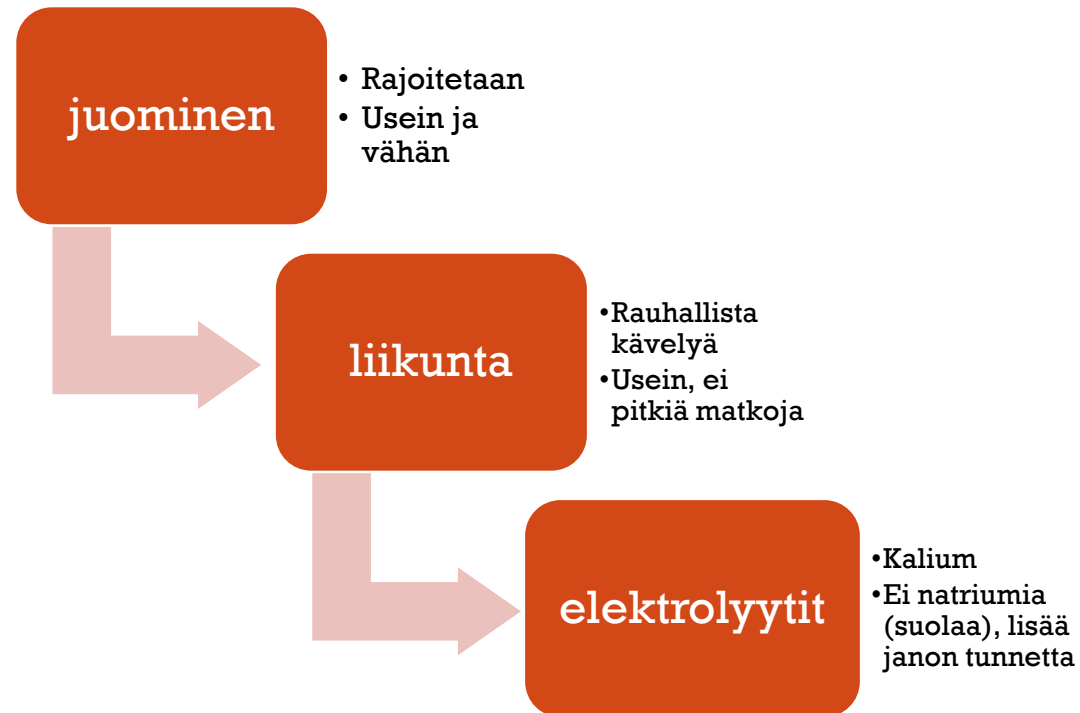 juominen
• Rajoitetaan
• Usein ja
vähän
liikunta
•Rauhallista
kävelyä
•Usein, ei
pitkiä matkoja
elektrolyytit
•Kalium
•Ei natriumia
(suolaa), lisää
janon tunnetta